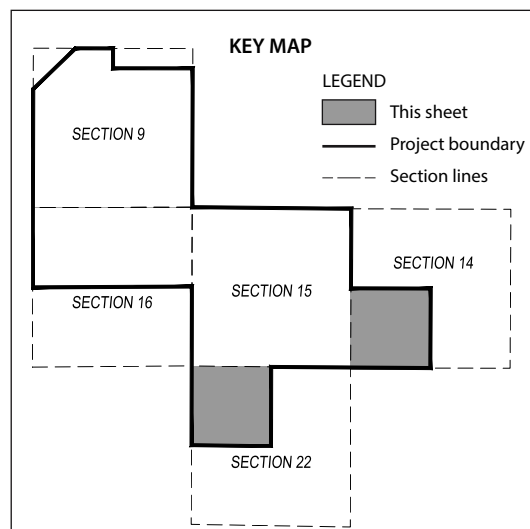 KEY MAP
LEGEND
This sheet
Project boundary
Section lines
SECTION 9
SECTION 14
SECTION 15
SECTION 16
SECTION 22